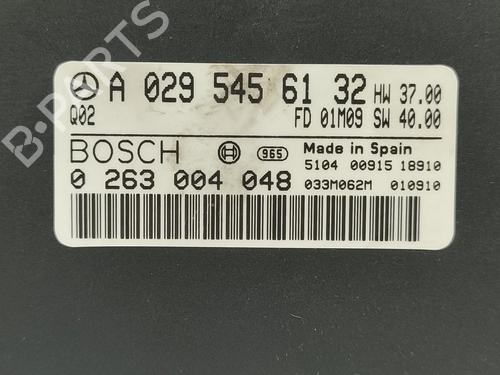 A 029 545 61 32 HW 37.00
Q02 FD 01M09 SW 40.00
BOSCH 965 Made in Spain
5104 00915 18910
0 263 004 048 033M062M 010910
B-PARTS